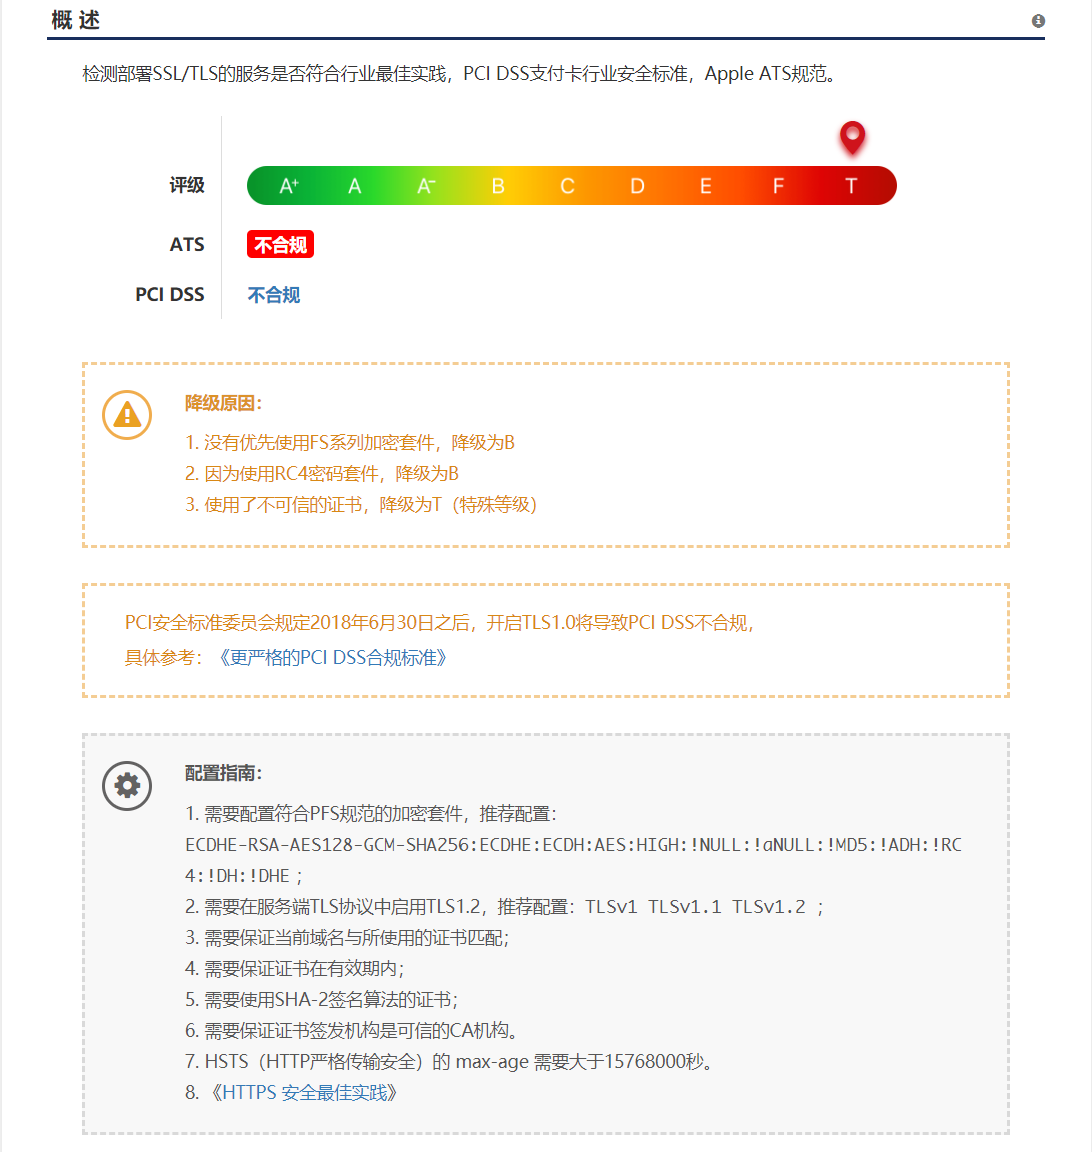 概 述
检测部署SSL/TLS的服务是否符合行业最佳实践，PCI DSS支付卡行业安全标准，Apple ATS规范。
评级 A+ A A- B C D E F T
ATS 不合规
PCI DSS 不合规
降级原因：
1. 没有优先使用FS系列加密套件，降级为B
2. 因为使用RC4密码套件，降级为B
3. 使用了不可信的证书，降级为T（特殊等级）
PCI安全标准委员会规定2018年6月30日之后，开启TLS1.0将导致PCI DSS不合规，
具体参考：《更严格的PCI DSS合规标准》
配置指南：
1. 需要配置符合PFS规范的加密套件，推荐配置：
ECDHE-RSA-AES128-GCM-SHA256:ECDHE:ECDH:AES:HIGH:!NULL:!aNULL:!MD5:!ADH:!RC
4:!DH:!DHE ;
2. 需要在服务端TLS协议中启用TLS1.2，推荐配置：TLSv1 TLSv1.1 TLSv1.2 ;
3. 需要保证当前域名与所使用的证书匹配；
4. 需要保证证书在有效期内；
5. 需要使用SHA-2签名算法的证书；
6. 需要保证证书签发机构是可信的CA机构。
7. HSTS（HTTP严格传输安全）的 max-age 需要大于15768000秒。
8. 《HTTPS 安全最佳实践》